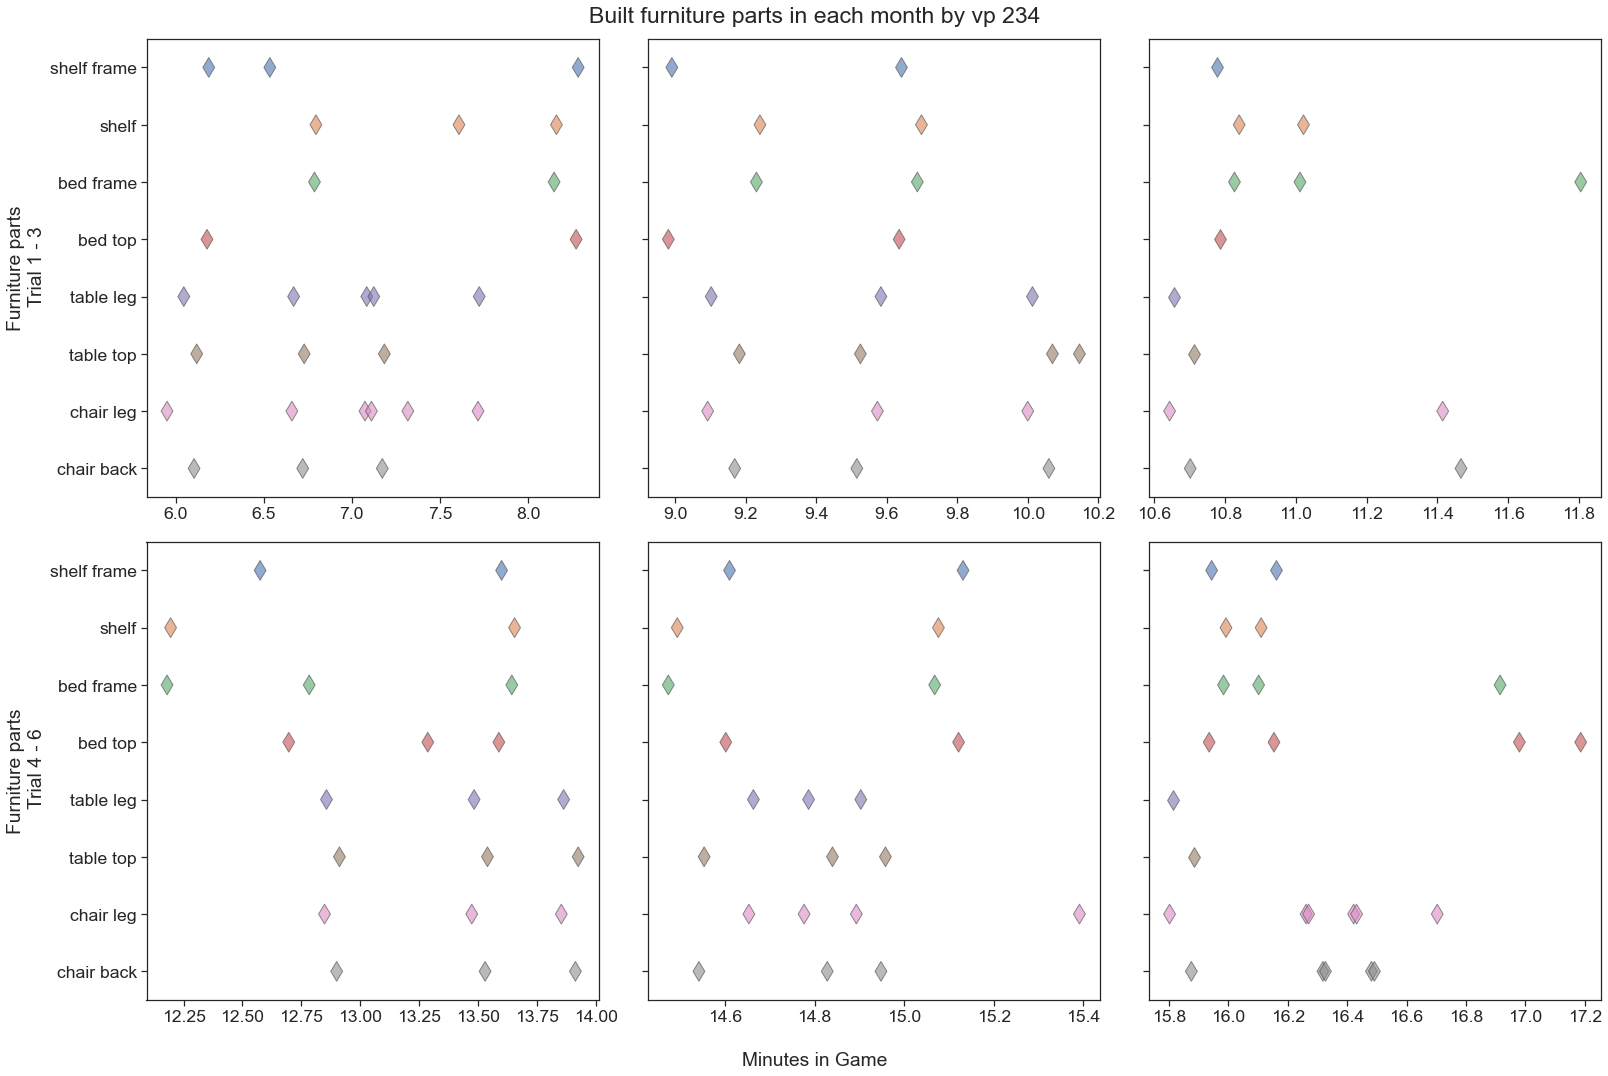 Built furniture parts in each month by vp 234
Furniture parts
Trial 1 - 3
shelf frame
shelf
bed frame
bed top
table leg
table top
chair leg
chair back
6.0 6.5 7.0 7.5 8.0
9.0 9.2 9.4 9.6 9.8 10.0 10.2
10.6 10.8 11.0 11.2 11.4 11.6 11.8
Furniture parts
Trial 4 - 6
shelf frame
shelf
bed frame
bed top
table leg
table top
chair leg
chair back
12.25 12.50 12.75 13.00 13.25 13.50 13.75 14.00
14.6 14.8 15.0 15.2 15.4
15.8 16.0 16.2 16.4 16.6 16.8 17.0 17.2
Minutes in Game